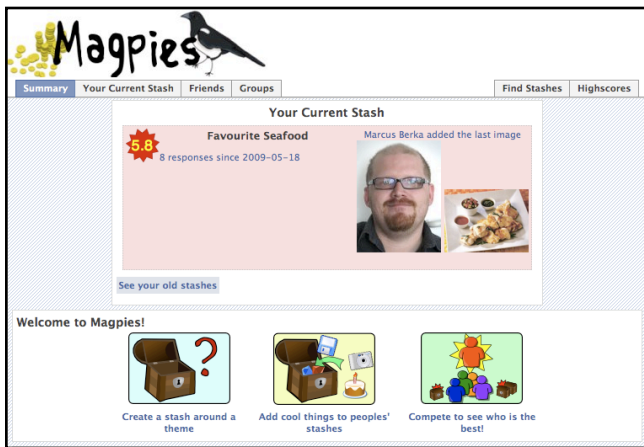 Magpies
Summary
Your Current Stash
Friends
Groups
Find Stashes
Highscores
Your Current Stash
5.8
Favourite Seafood
8 responses since 2009-05-18
Marcus Berka added the last image
See your old stashes
Welcome to Magpies!
?
Create a stash around a
theme
Add cool things to peoples'
stashes
Compete to see who is the
best!